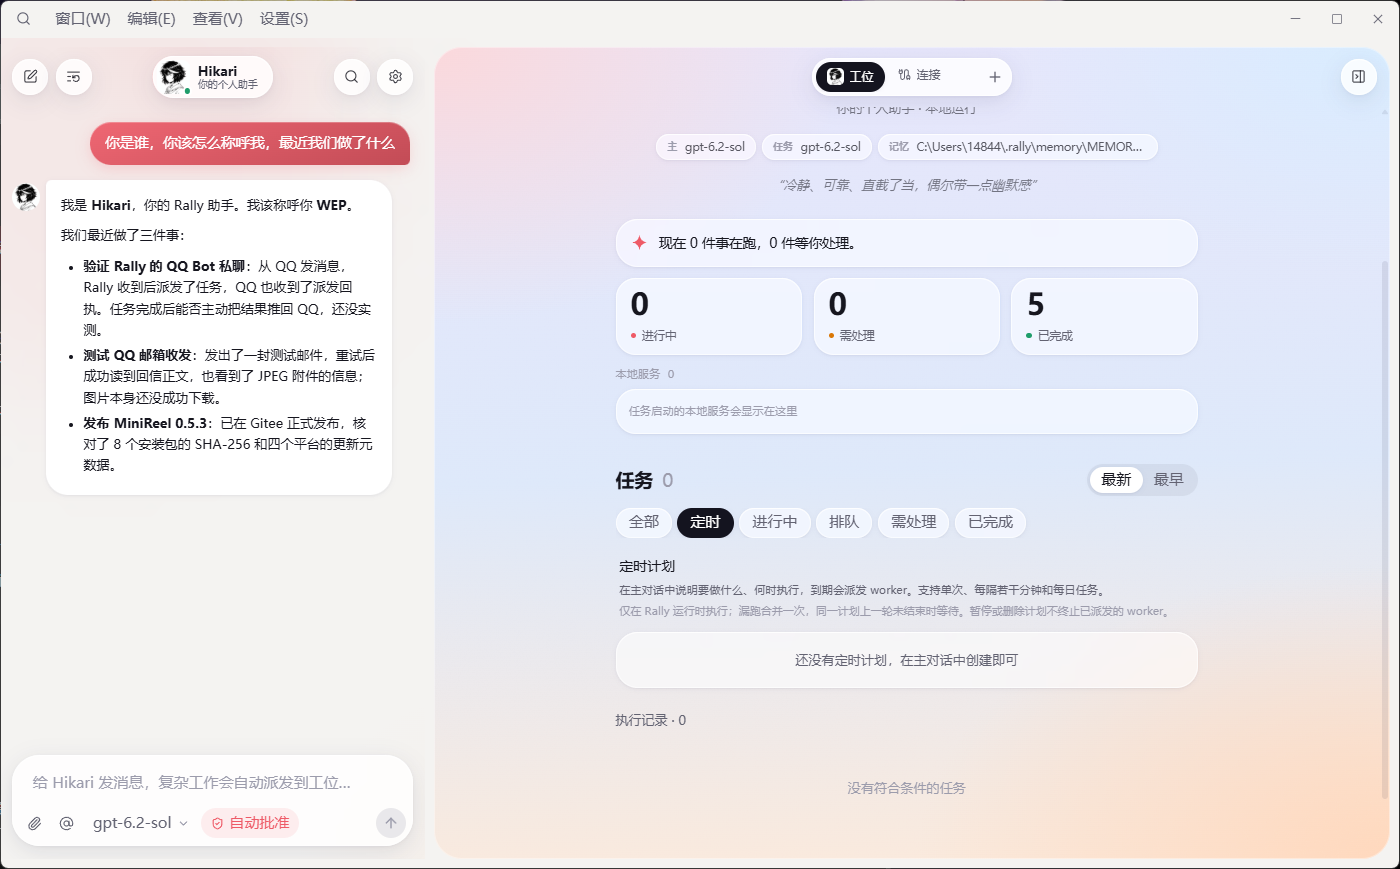 窗口(W) 编辑(E) 查看(V) 设置(S)
Hikari
你的个人助手
你是谁，你该怎么称呼我，最近我们做了什么
我是 Hikari，你的 Rally 助手。我该称呼你 WEP。
我们最近做了三件事：
• 验证 Rally 的 QQ Bot 私聊：从 QQ 发消息，
Rally 收到后派发了任务，QQ 也收到了派发回
执。任务完成后能否主动把结果推回 QQ，还没实
测。
• 测试 QQ 邮箱收发：发出了一封测试邮件，重试后
成功读到回信正文，也看到了 JPEG 附件的信息；
图片本身还没成功下载。
• 发布 MiniReel 0.5.3：已在 Gitee 正式发布，核
对了 8 个安装包的 SHA-256 和四个平台的更新元
数据。
给 Hikari 发消息，复杂工作会自动派发到工位...
gpt-6.2-sol 自动批准
工位 连接
你的个人助手 · 本地运行
主 gpt-6.2-sol 任务 gpt-6.2-sol 记忆 C:\Users\14844\.rally\memory\MEMOR...
“冷静、可靠、直截了当，偶尔带一点幽默感”
现在 0 件事在跑，0 件等你处理。
0 0 5
进行中 需处理 已完成
本地服务 0
任务启动的本地服务会显示在这里
任务 0 最新 最早
全部 定时 进行中 排队 需处理 已完成
定时计划
在主对话中说明要做什么、何时执行，到期会派发 worker。支持单次、每隔若干分钟和每日任务。
仅在 Rally 运行时执行；漏跑合并一次，同一计划上一轮未结束时等待。暂停或删除计划不终止已派发的 worker。
还没有定时计划，在主对话中创建即可
执行记录 · 0
没有符合条件的任务